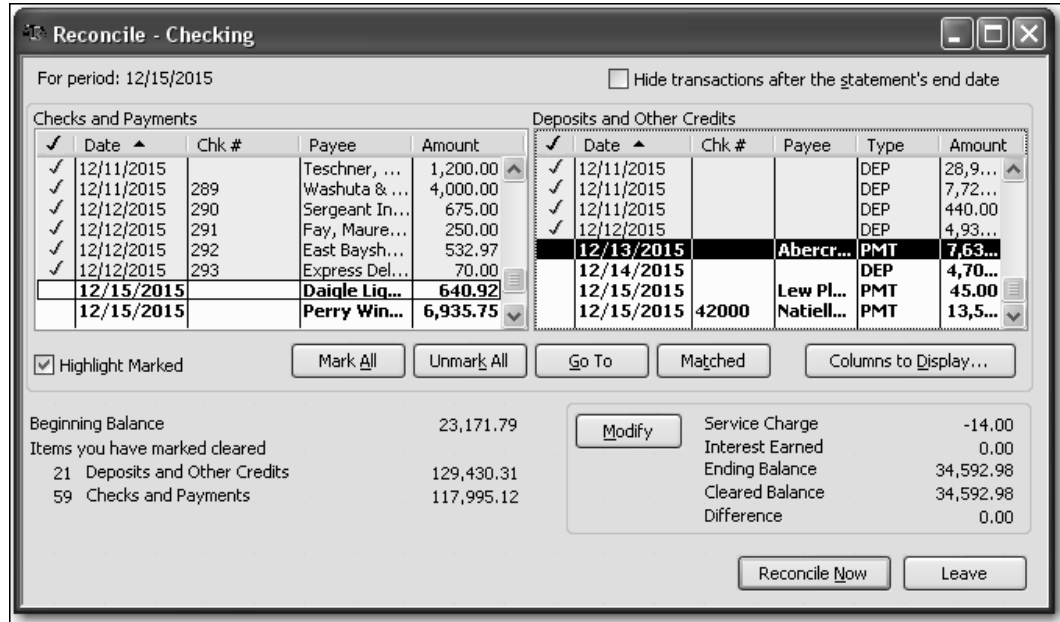 Reconcile - Checking
For period: 12/15/2015
Hide transactions after the statement's end date
Checks and Payments
✓ Date Chk # Payee Amount
✓ 12/11/2015 Teschner, ... 1,200.00
✓ 12/11/2015 289 Washuta & ... 4,000.00
✓ 12/12/2015 290 Sergeant In... 675.00
✓ 12/12/2015 291 Fay, Maure... 250.00
✓ 12/12/2015 292 East Baysh... 532.97
✓ 12/12/2015 293 Express Del... 70.00
12/15/2015 Daigle Lig... 640.92
12/15/2015 Perry Win... 6,935.75
Deposits and Other Credits
✓ Date Chk # Payee Type Amount
✓ 12/11/2015 DEP 28,9...
✓ 12/11/2015 DEP 7,72...
✓ 12/11/2015 DEP 440.00
✓ 12/12/2015 DEP 4,93...
12/13/2015 Abercr... PMT 7,63...
12/14/2015 DEP 4,70...
12/15/2015 Lew Pl... PMT 45.00
12/15/2015 42000 Natiell... PMT 13,5...
Highlight Marked
Mark All
Unmark All
Go To
Matched
Columns to Display...
Beginning Balance 23,171.79
Items you have marked cleared
21 Deposits and Other Credits 129,430.31
59 Checks and Payments 117,995.12
Modify
Service Charge -14.00
Interest Earned 0.00
Ending Balance 34,592.98
Cleared Balance 34,592.98
Difference 0.00
Reconcile Now
Leave